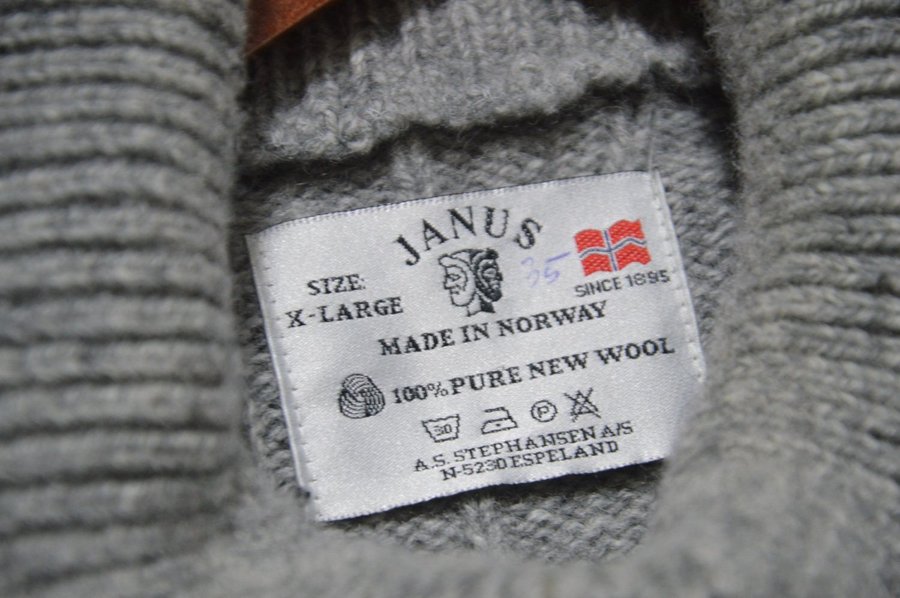 JANUS
35
SIZE:
X-LARGE
SINCE 1895
MADE IN NORWAY
100% PURE NEW WOOL
30
P
A.S. STEPHANSEN A/S
N-5230 ESPELAND